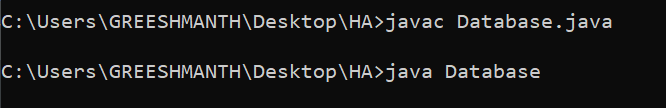 C:\Users\GREESHMANTH\Desktop\HA>javac Database.java
C:\Users\GREESHMANTH\Desktop\HA>java Database